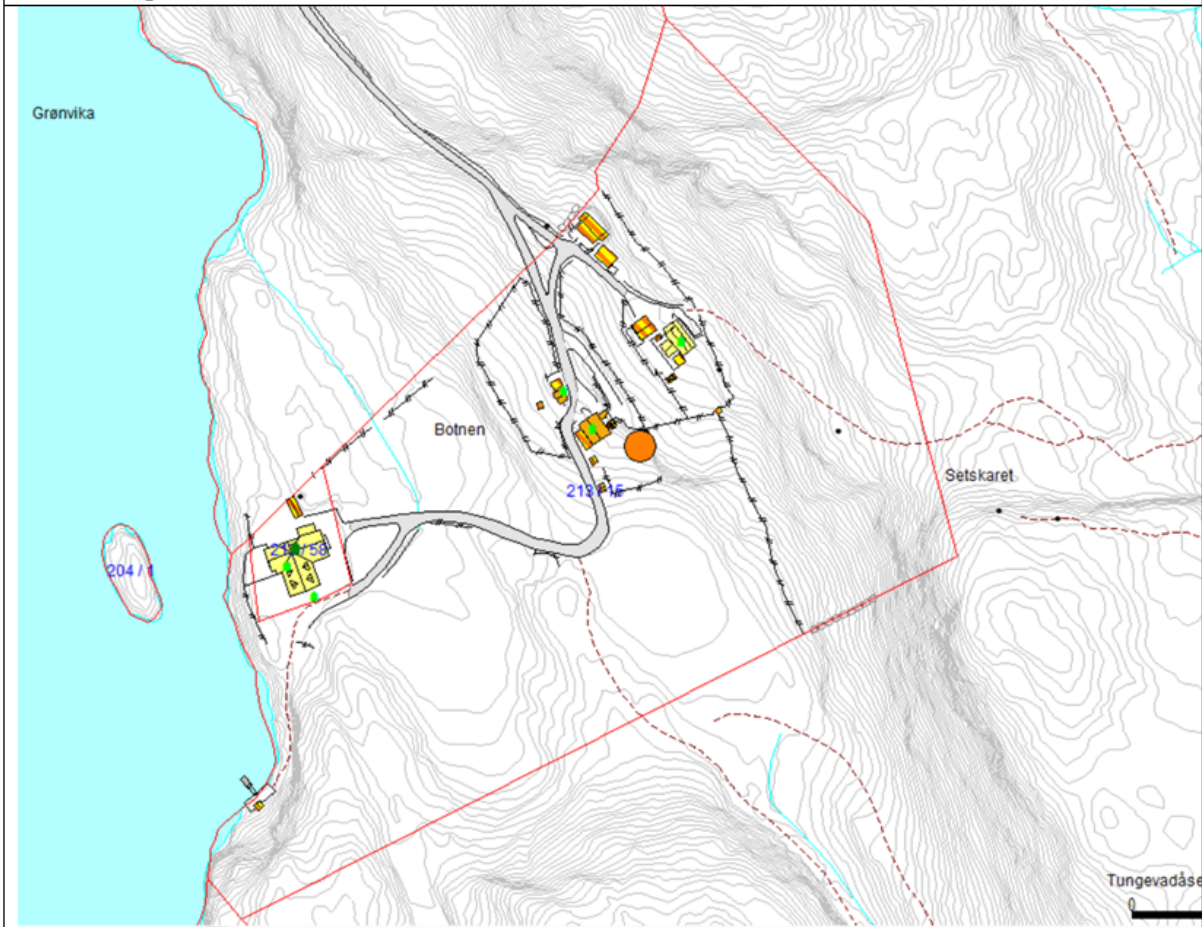 Grønvika
Botnen
Setskaret
213 / 15
204 / 1
Tungevadåse
0